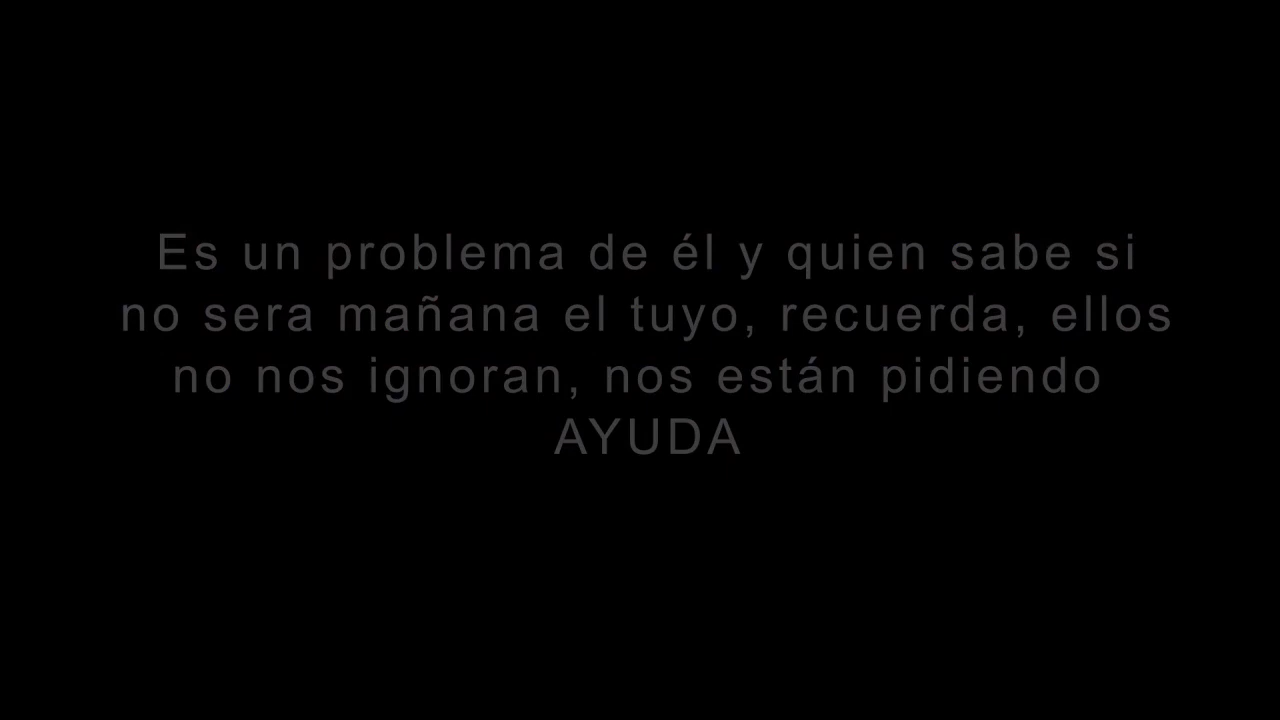 Es un problema de él y quien sabe si
no sera mañana el tuyo, recuerda, ellos
no nos ignoran, nos están pidiendo
AYUDA